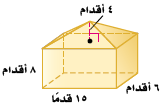 ٤ أقدام
٨ أقدام
٦ أقدام
١٥ قدمًا